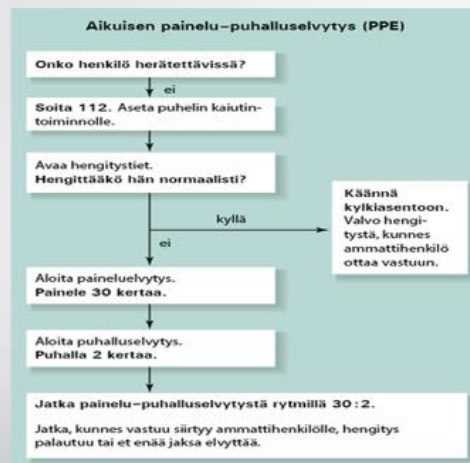 Aikuisen painelu–puhalluselvytys (PPE)
Onko henkilö herätettävissä?
ei
Soita 112. Aseta puhelin kaiutin-
toiminnolle.
Avaa hengitystiet.
Hengittääkö hän normaalisti?
kyllä
Käännä
kylkiasentoon.
Valvo hengi-
tystä, kunnes
ammattihenkilö
ottaa vastuun.
ei
Aloita paineluelvytys.
Painele 30 kertaa.
Aloita puhalluselvytys.
Puhalla 2 kertaa.
Jatka painelu–puhalluselvytystä rytmillä 30:2.
Jatka, kunnes vastuu siirtyy ammattihenkilölle, hengitys
palautuu tai et enää jaksa elvyttää.